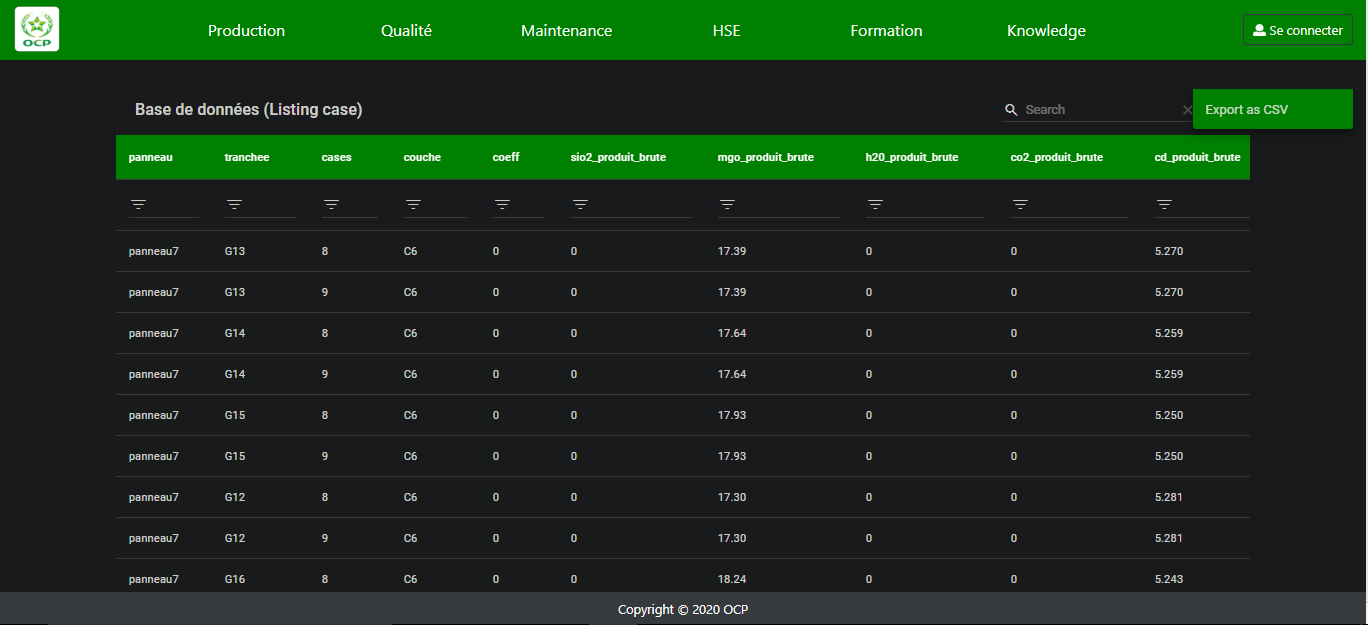 OCP Production Qualité Maintenance HSE Formation Knowledge Se connecter
Base de données (Listing case) Search Export as CSV
panneau tranchee cases couche coeff sio2_produit_brute mgo_produit_brute h20_produit_brute co2_produit_brute cd_produit_brute
panneau7 G13 8 C6 0 0 17.39 0 0 5.270
panneau7 G13 9 C6 0 0 17.39 0 0 5.270
panneau7 G14 8 C6 0 0 17.64 0 0 5.259
panneau7 G14 9 C6 0 0 17.64 0 0 5.259
panneau7 G15 8 C6 0 0 17.93 0 0 5.250
panneau7 G15 9 C6 0 0 17.93 0 0 5.250
panneau7 G12 8 C6 0 0 17.30 0 0 5.281
panneau7 G12 9 C6 0 0 17.30 0 0 5.281
panneau7 G16 8 C6 0 0 18.24 0 0 5.243
Copyright © 2020 OCP